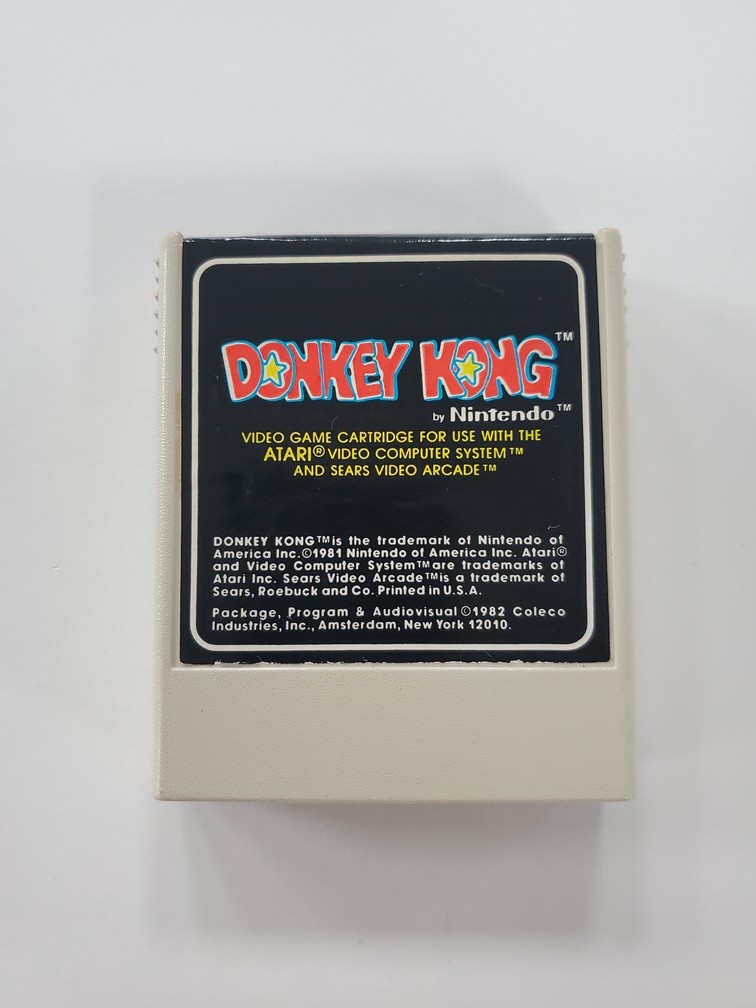 DONKEY KONG™
by Nintendo™
VIDEO GAME CARTRIDGE FOR USE WITH THE
ATARI® VIDEO COMPUTER SYSTEM™
AND SEARS VIDEO ARCADE™
DONKEY KONG™ is the trademark of Nintendo of
America Inc. ©1981 Nintendo of America Inc. Atari®
and Video Computer System™ are trademarks of
Atari Inc. Sears Video Arcade™ is a trademark of
Sears, Roebuck and Co. Printed in U.S.A.
Package, Program & Audiovisual ©1982 Coleco
Industries, Inc., Amsterdam, New York 12010.